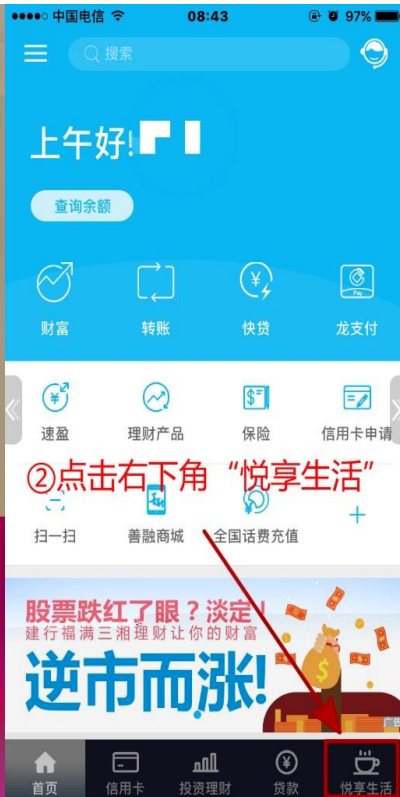 中国电信 08:43 97%
搜索
上午好!
查询余额
财富 转账 快贷 龙支付
Pay
速盈 理财产品 保险 信用卡申请
②点击右下角“悦享生活”
扫一扫 善融商城 全国话费充值
股票跌红了眼？淡定！
建行福满三湘理财让你的财富
逆市而涨!
广告
首页 信用卡 投资理财 贷款 悦享生活